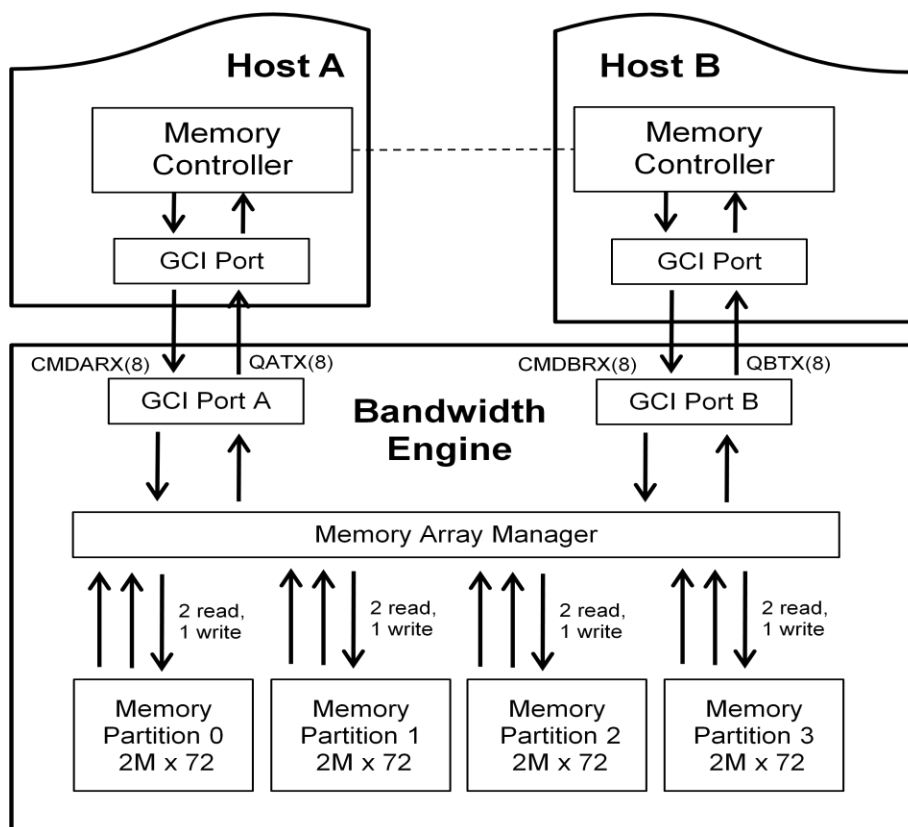 Host A
Host B
Memory
Controller
Memory
Controller
GCI Port
GCI Port
CMDARX(8)
QATX(8)
CMDBRX(8)
QBTX(8)
GCI Port A
GCI Port B
Bandwidth
Engine
Memory Array Manager
2 read,
1 write
2 read,
1 write
2 read,
1 write
2 read,
1 write
Memory
Partition 0
2M x 72
Memory
Partition 1
2M x 72
Memory
Partition 2
2M x 72
Memory
Partition 3
2M x 72